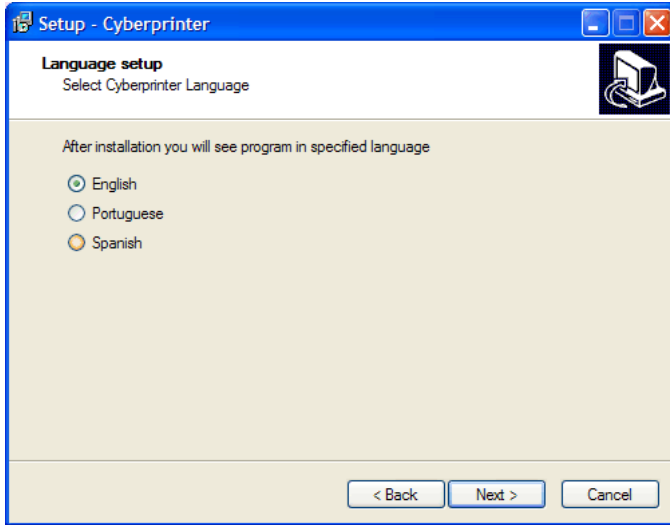 Setup - Cyberprinter
Language setup
Select Cyberprinter Language
After installation you will see program in specified language
English
Portuguese
Spanish
< Back Next > Cancel